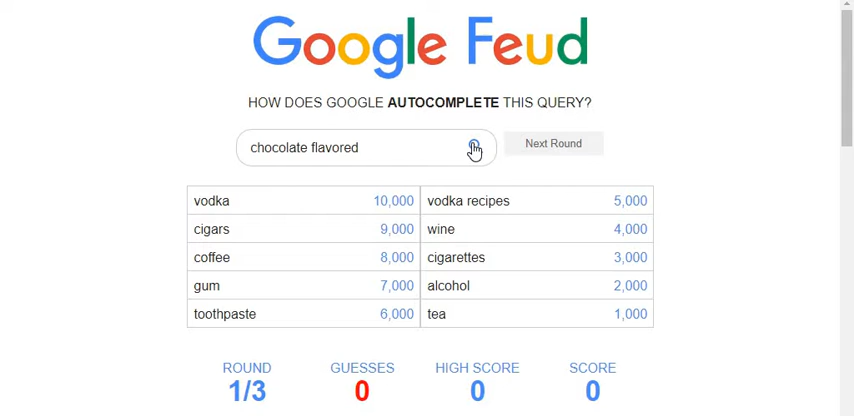 Google Feud
HOW DOES GOOGLE AUTOCOMPLETE THIS QUERY?
chocolate flavored
Next Round
vodka 10,000 vodka recipes 5,000
cigars 9,000 wine 4,000
coffee 8,000 cigarettes 3,000
gum 7,000 alcohol 2,000
toothpaste 6,000 tea 1,000
ROUND GUESSES HIGH SCORE SCORE
1/3 0 0 0